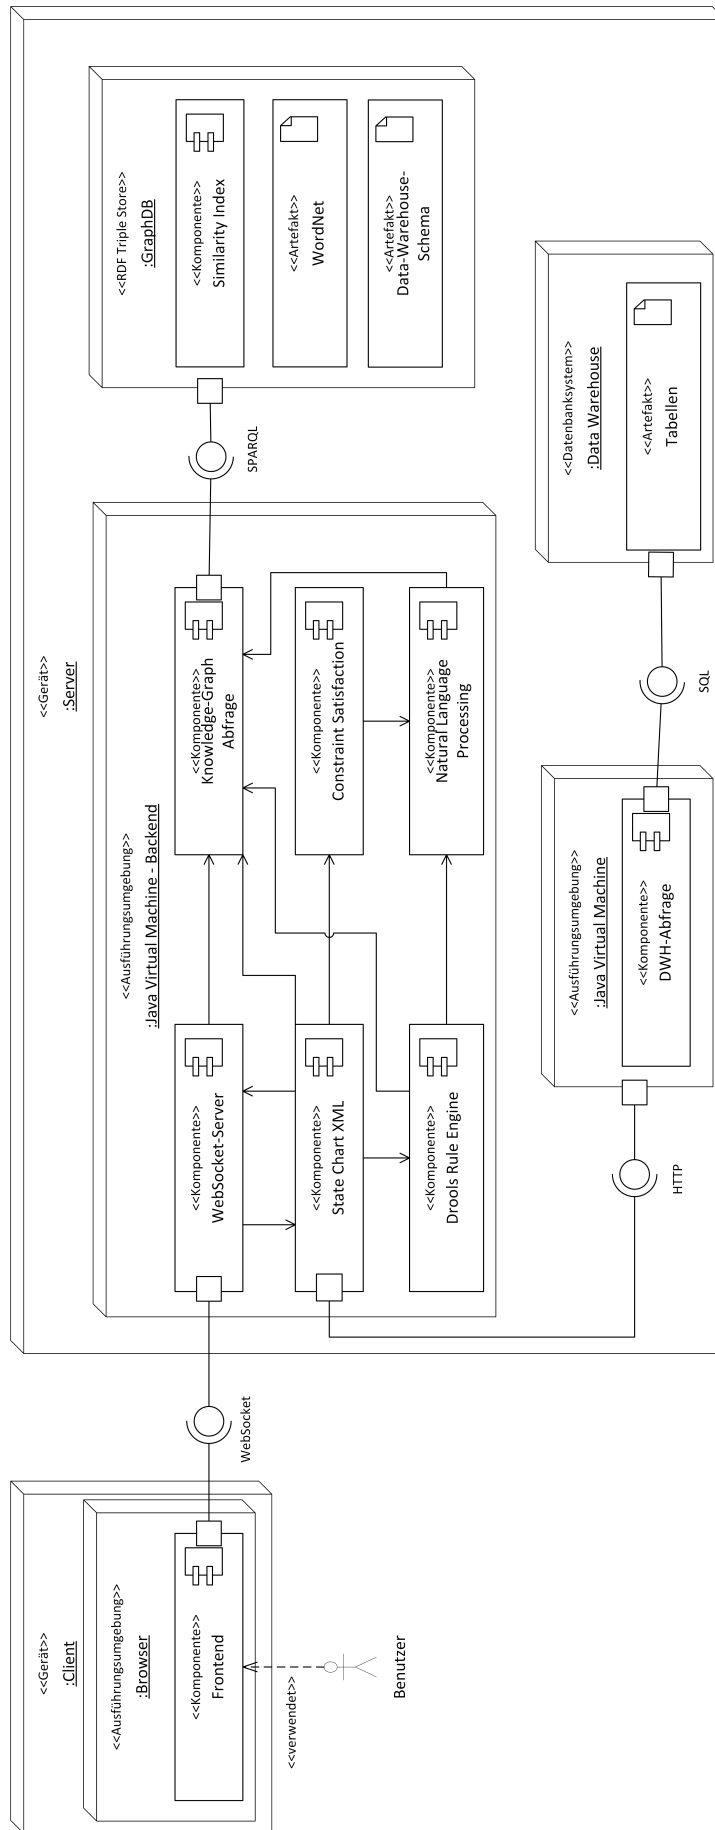 <<Gerät>>
:Client
<<Ausführungsumgebung>>
:Browser
<<Komponente>>
Frontend
<<verwendet>>
Benutzer
WebSocket
<<Gerät>>
:Server
<<Ausführungsumgebung>>
:Java Virtual Machine - Backend
<<Komponente>>
WebSocket-Server
<<Komponente>>
State Chart XML
<<Komponente>>
Drools Rule Engine
<<Komponente>>
Knowledge-Graph
Abfrage
<<Komponente>>
Constraint Satisfaction
<<Komponente>>
Natural Language
Processing
SPARQL
<<RDF Triple Store>>
:GraphDB
<<Komponente>>
Similarity Index
<<Artefakt>>
WordNet
<<Artefakt>>
Data-Warehouse-
Schema
HTTP
<<Ausführungsumgebung>>
:Java Virtual Machine
<<Komponente>>
DWH-Abfrage
SQL
<<Datenbanksystem>>
:Data Warehouse
<<Artefakt>>
Tabellen